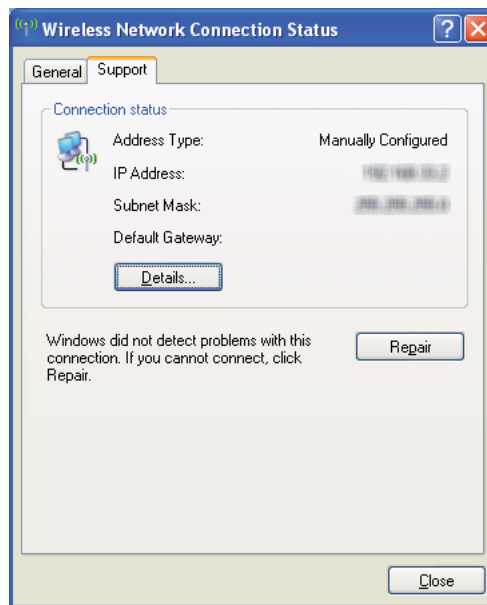 Wireless Network Connection Status
General Support
Connection status
Address Type: Manually Configured
IP Address:
Subnet Mask:
Default Gateway:
Details...
Windows did not detect problems with this
connection. If you cannot connect, click
Repair.
Repair
Close